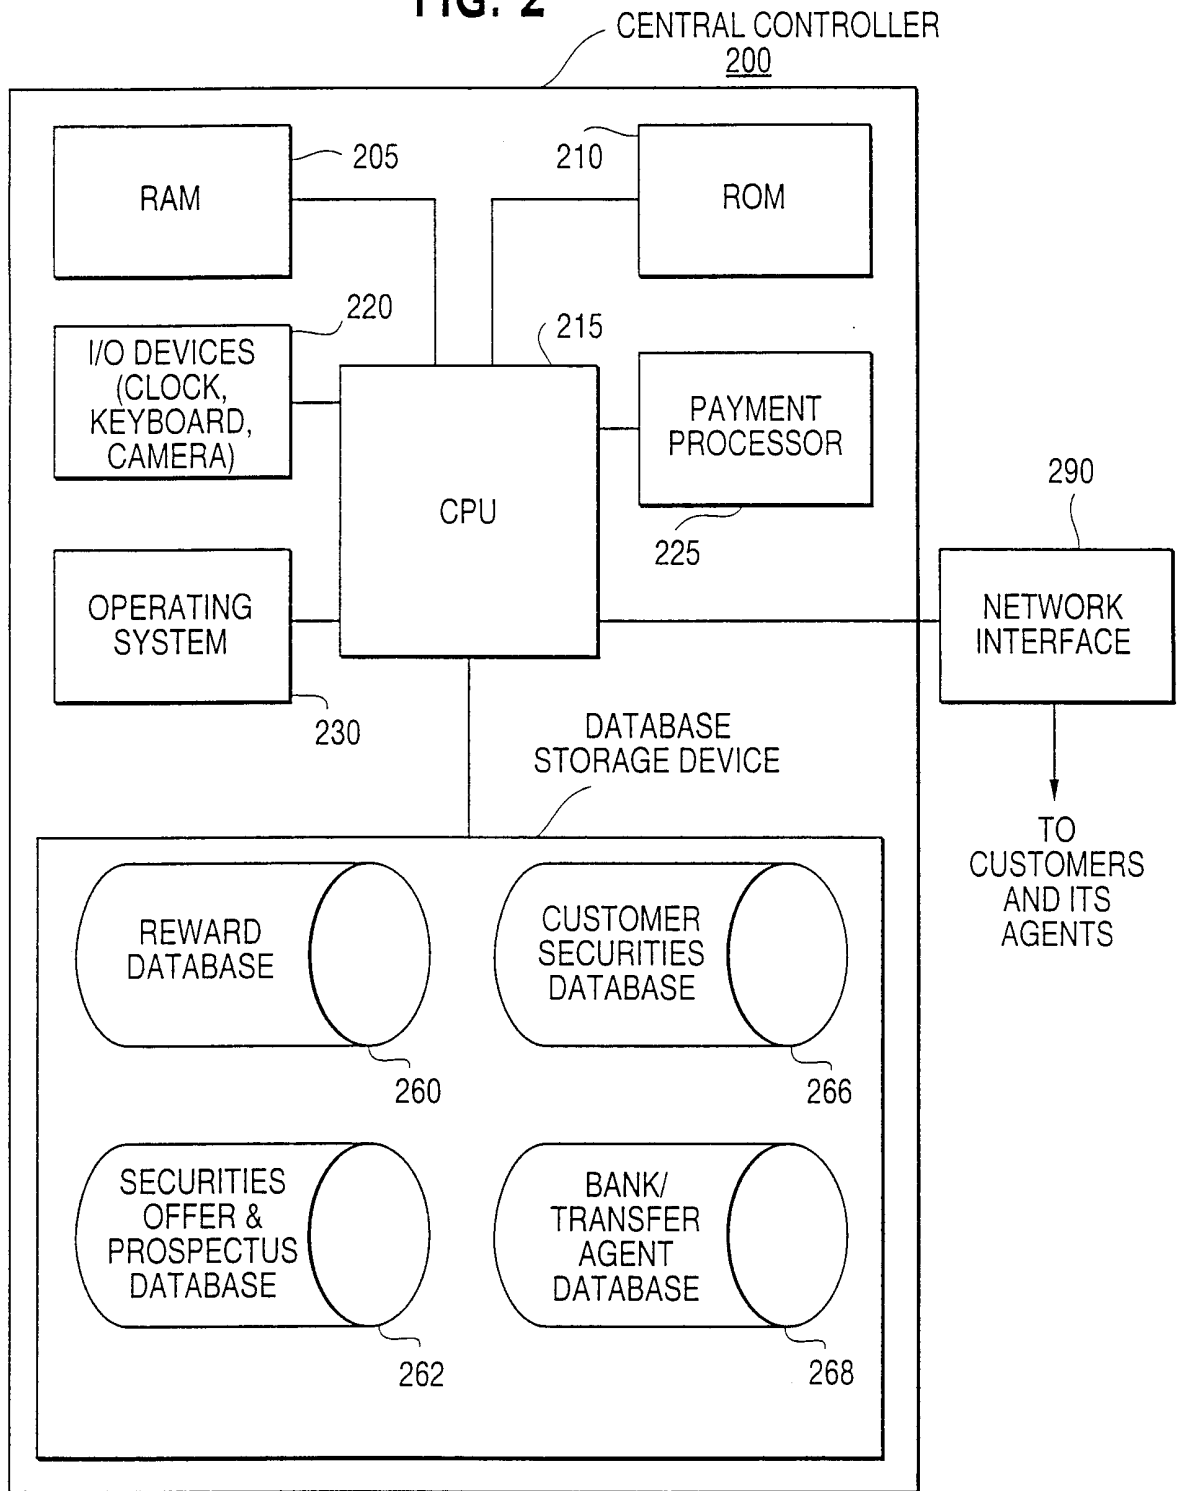 FIG. 2
CENTRAL CONTROLLER
200
RAM
205
210
ROM
220
I/O DEVICES
(CLOCK,
KEYBOARD,
CAMERA)
215
CPU
PAYMENT
PROCESSOR
225
290
OPERATING
SYSTEM
230
NETWORK
INTERFACE
DATABASE
STORAGE DEVICE
TO
CUSTOMERS
AND ITS
AGENTS
REWARD
DATABASE
260
CUSTOMER
SECURITIES
DATABASE
266
SECURITIES
OFFER &
PROSPECTUS
DATABASE
262
BANK/
TRANSFER
AGENT
DATABASE
268